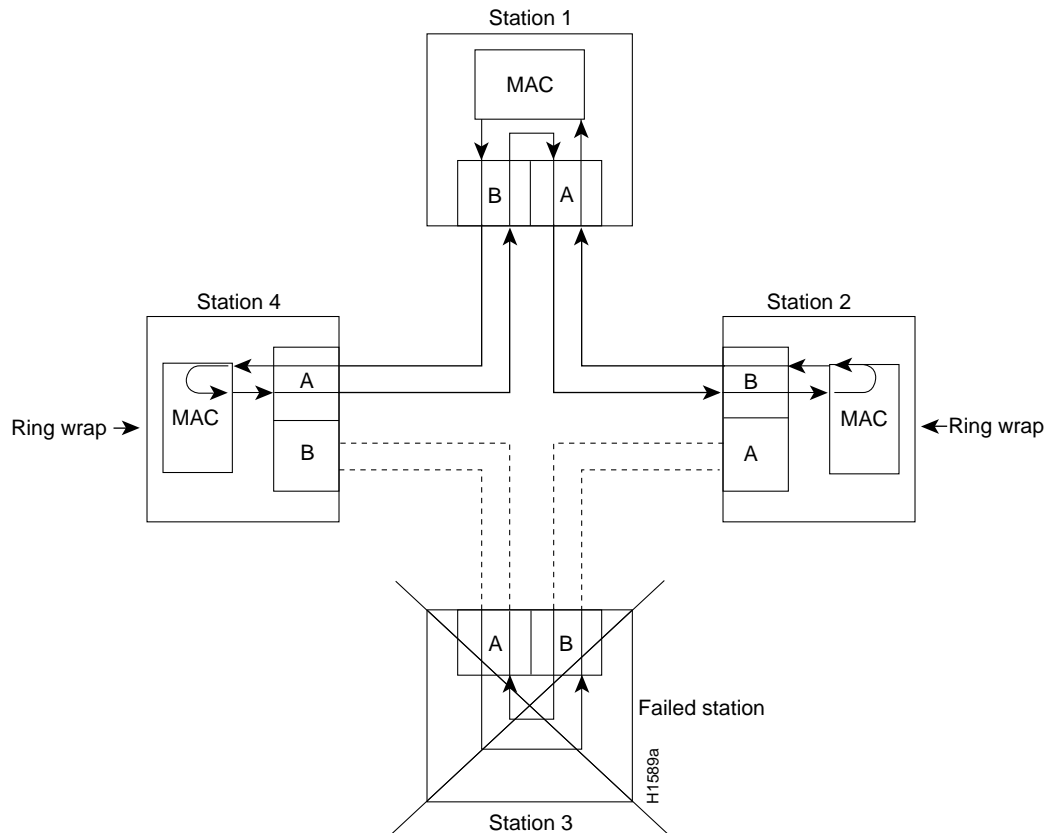 Station 1
MAC
B
A
Station 4
Station 2
A
B
MAC
MAC
Ring wrap
Ring wrap
B
A
A
B
Failed station
H1589a
Station 3